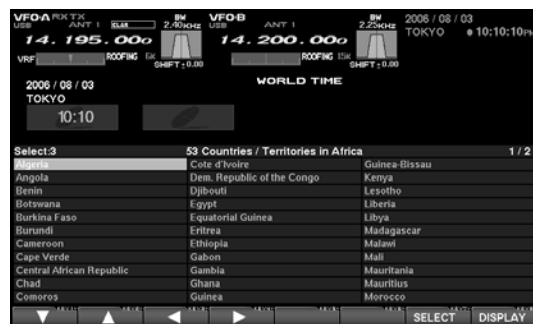 VFO-A RX TX BW VFO-B BW 2006 / 08 / 03
USB ANT 1 2.40KHz USB ANT 1 2.25KHz TOKYO 10:10:10PM
14. 195. 00o 14. 200. 00o
VRF ROOFING 6K ROOFING 15K
SHIFT: 0.00 SHIFT: 0.00
WORLD TIME
2006 / 08 / 03
TOKYO
10:10
Select:3 53 Countries / Territories in Africa 1 / 2
Algeria Cote d'Ivoire Guinea-Bissau
Angola Dem. Republic of the Congo Kenya
Benin Djibouti Lesotho
Botswana Egypt Liberia
Burkina Faso Equatorial Guinea Libya
Burundi Eritrea Madagascar
Cameroon Ethiopia Malawi
Cape Verde Gabon Mali
Central African Republic Gambia Mauritania
Chad Ghana Mauritius
Comoros Guinea Morocco
SELECT DISPLAY